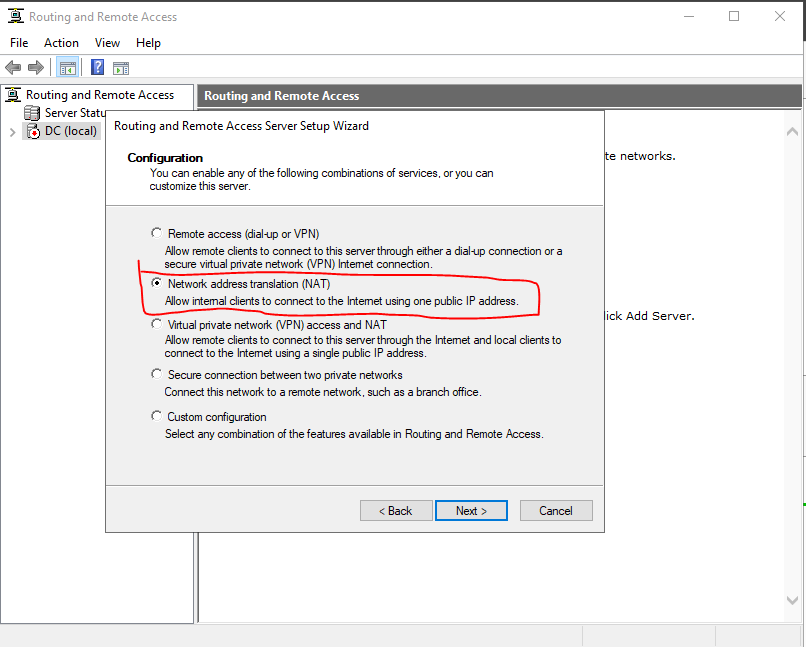 Routing and Remote Access
File Action View Help
Routing and Remote Access
Server Statu
DC (local)
Routing and Remote Access
te networks.
lick Add Server.
Routing and Remote Access Server Setup Wizard
Configuration
You can enable any of the following combinations of services, or you can
customize this server.
Remote access (dial-up or VPN)
Allow remote clients to connect to this server through either a dial-up connection or a
secure virtual private network (VPN) Internet connection.
Network address translation (NAT)
Allow internal clients to connect to the Internet using one public IP address.
Virtual private network (VPN) access and NAT
Allow remote clients to connect to this server through the Internet and local clients to
connect to the Internet using a single public IP address.
Secure connection between two private networks
Connect this network to a remote network, such as a branch office.
Custom configuration
Select any combination of the features available in Routing and Remote Access.
< Back Next > Cancel